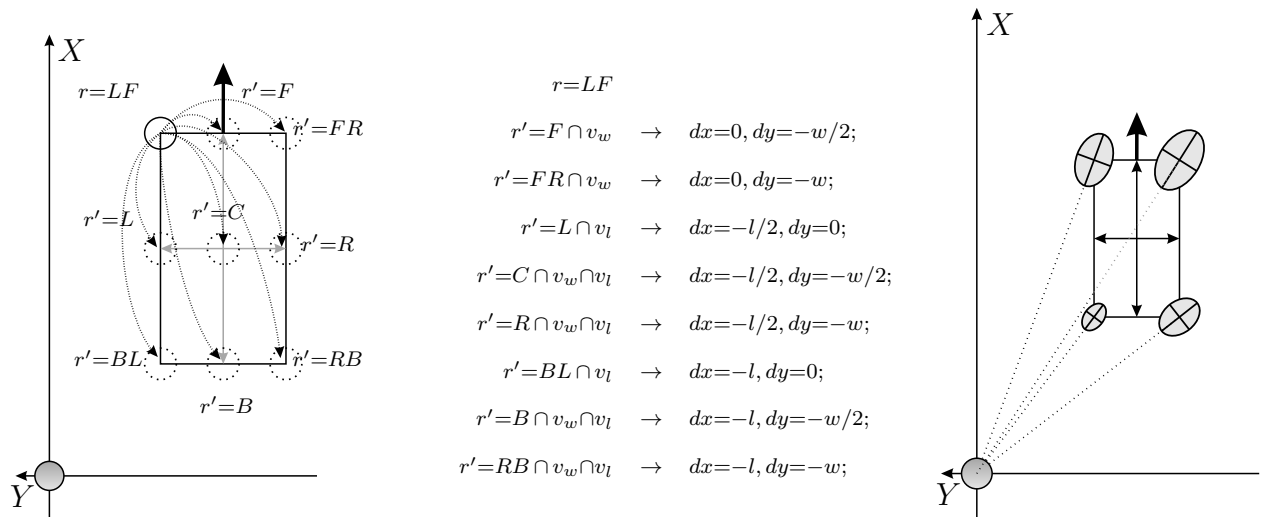 X
r=LF
r′=F
r′=FR
r′=L
r′=C
r′=R
r′=BL
r′=RB
r′=B
Y
r=LF
r′=F ∩ v_w → dx=0, dy=−w/2;
r′=FR ∩ v_w → dx=0, dy=−w;
r′=L ∩ v_l → dx=−l/2, dy=0;
r′=C ∩ v_w ∩ v_l → dx=−l/2, dy=−w/2;
r′=R ∩ v_w ∩ v_l → dx=−l/2, dy=−w;
r′=BL ∩ v_l → dx=−l, dy=0;
r′=B ∩ v_w ∩ v_l → dx=−l, dy=−w/2;
r′=RB ∩ v_w ∩ v_l → dx=−l, dy=−w;
X
Y